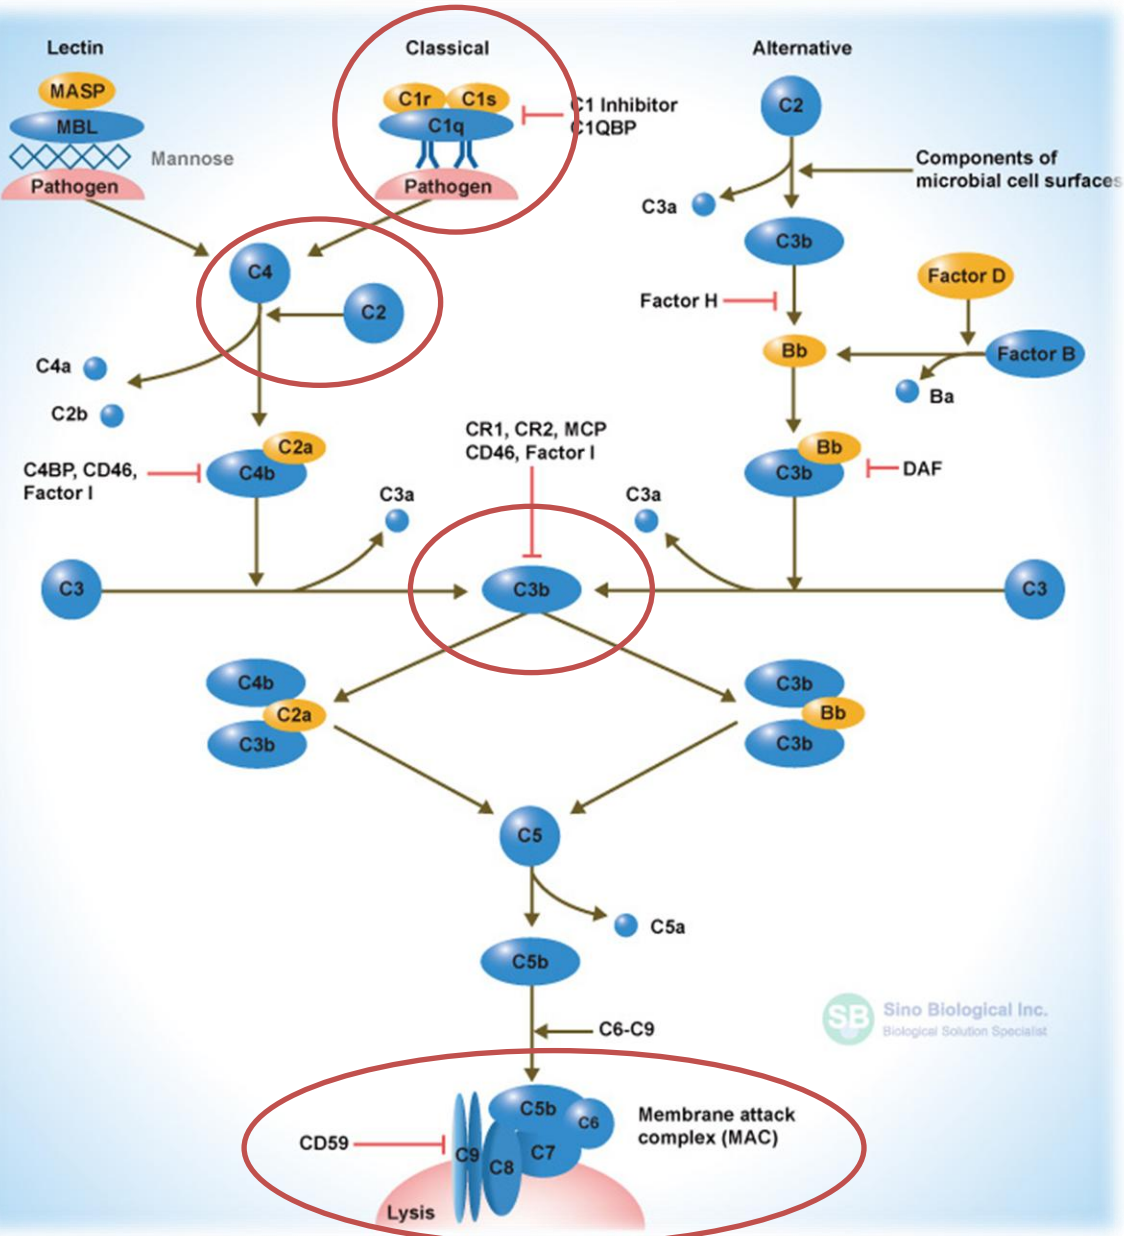 Lectin
Classical
Alternative
MASP
MBL
Mannose
Pathogen
C1r
C1s
C1q
Pathogen
C1 Inhibitor
C1QBP
C2
Components of
microbial cell surfaces
C3a
C3b
Factor H
Factor D
Bb
Factor B
Ba
C4
C2
C4a
C2b
C2a
C4b
C4BP, CD46,
Factor I
CR1, CR2, MCP
CD46, Factor I
Bb
C3b
DAF
C3a
C3a
C3
C3b
C3
C4b
C2a
C3b
C3b
Bb
C3b
C5
C5a
C5b
C6-C9
SB
Sino Biological Inc.
Biological Solution Specialist
C5b
C6
C7
C8
C9
CD59
Membrane attack
complex (MAC)
Lysis